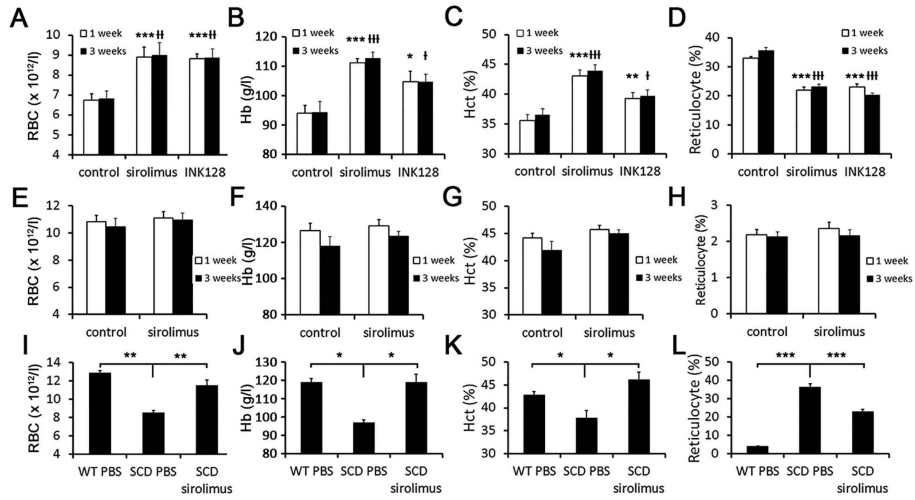 A
RBC (x 10¹²/l)
10
9
8
7
6
5
4
*** ƗƗ
*** ƗƗ
1 week
3 weeks
control sirolimus INK128
B
Hb (g/l)
120
110
100
90
80
*** ƗƗƗ
* Ɨ
1 week
3 weeks
control sirolimus INK128
C
Hct (%)
50
45
40
35
30
*** ƗƗƗ
** Ɨ
1 week
3 weeks
control sirolimus INK128
D
Reticulocyte (%)
40
30
20
10
0
*** ƗƗƗ
*** ƗƗƗ
1 week
3 weeks
control sirolimus INK128
E
RBC (x 10¹²/l)
12
10
8
6
4
1 week
3 weeks
control sirolimus
F
Hb (g/l)
140
120
100
80
1 week
3 weeks
control sirolimus
G
Hct (%)
50
45
40
35
30
1 week
3 weeks
control sirolimus
H
Reticulocyte (%)
3
2
1
0
1 week
3 weeks
control sirolimus
I
RBC (x 10¹²/l)
14
12
10
8
6
4
** **
WT PBS SCD PBS SCD
sirolimus
J
Hb (g/l)
130
120
110
100
90
80
* *
WT PBS SCD PBS SCD
sirolimus
K
Hct (%)
50
45
40
35
30
* *
WT PBS SCD PBS SCD
sirolimus
L
Reticulocyte (%)
50
40
30
20
10
0
*** ***
WT PBS SCD PBS SCD
sirolimus